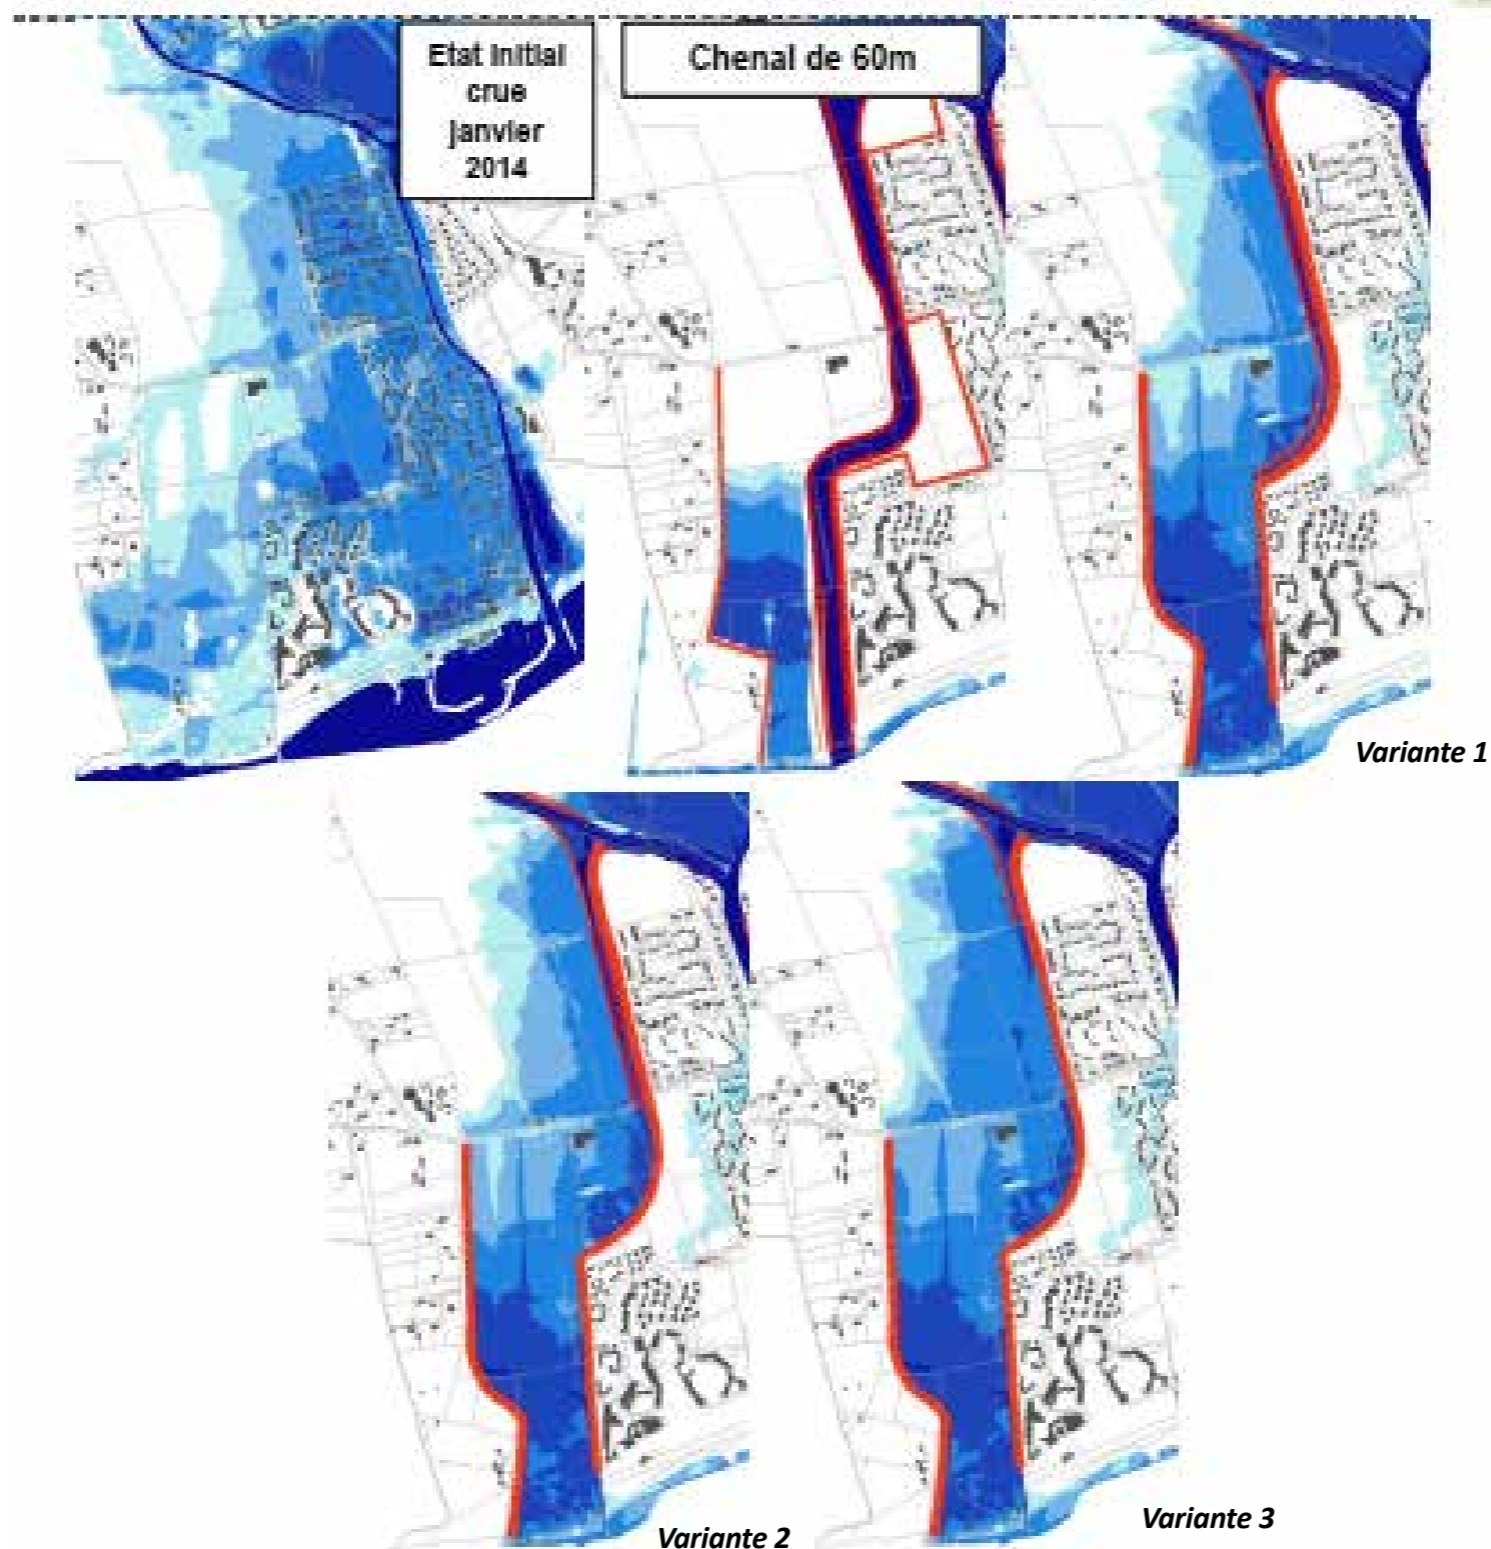 Etat initial
crue
janvier
2014
Chenal de 60m
Variante 1
Variante 2
Variante 3